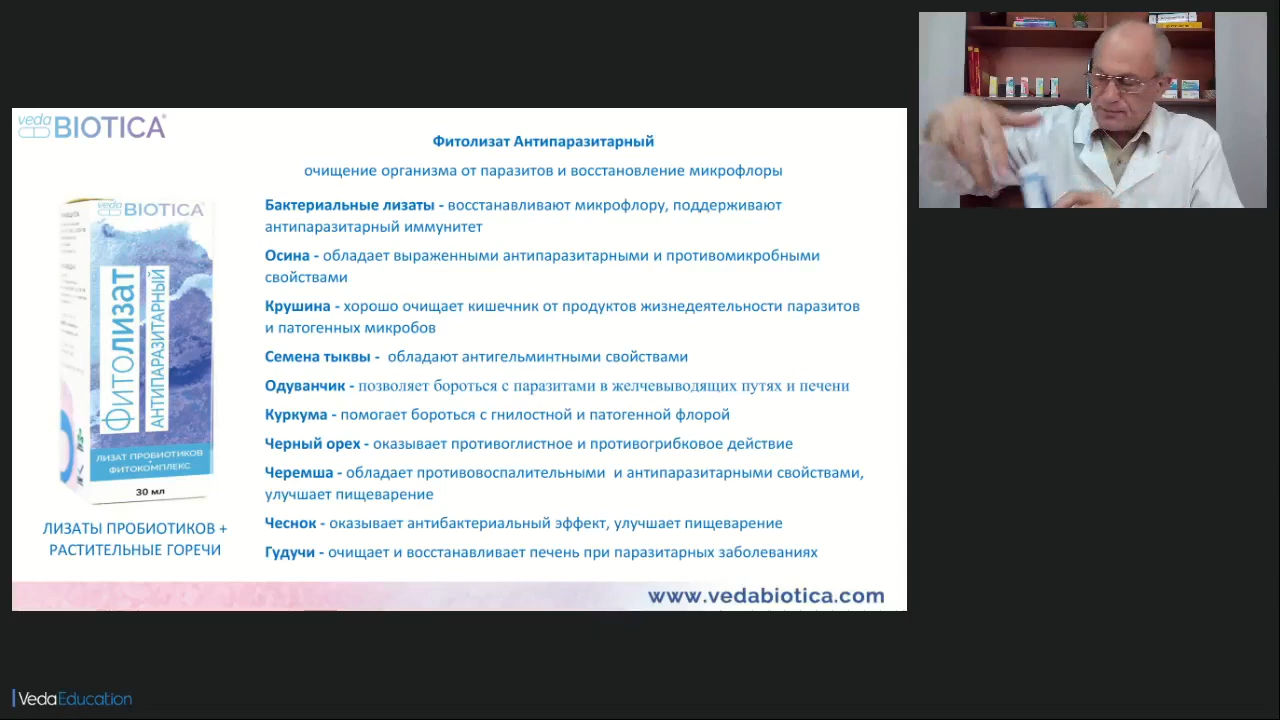 veda
BIOTICA®
Фитолизат Антипаразитарный
очищение организма от паразитов и восстановление микрофлоры
Бактериальные лизаты - восстанавливают микрофлору, поддерживают
антипаразитарный иммунитет
Осина - обладает выраженными антипаразитарными и противомикробными
свойствами
Крушина - хорошо очищает кишечник от продуктов жизнедеятельности паразитов
и патогенных микробов
Семена тыквы - обладают антигельминтными свойствами
Одуванчик - позволяет бороться с паразитами в желчевыводящих путях и печени
Куркума - помогает бороться с гнилостной и патогенной флорой
Черный орех - оказывает противоглистное и противогрибковое действие
Черемша - обладает противовоспалительными и антипаразитарными свойствами,
улучшает пищеварение
Чеснок - оказывает антибактериальный эффект, улучшает пищеварение
Гудучи - очищает и восстанавливает печень при паразитарных заболеваниях
veda
BIOTICA®
ФИТОЛИЗАТ
АНТИПАРАЗИТАРНЫЙ
ЛИЗАТ ПРОБИОТИКОВ
+
ФИТОКОМПЛЕКС
30 мл
ЛИЗАТЫ ПРОБИОТИКОВ +
РАСТИТЕЛЬНЫЕ ГОРЕЧИ
www.vedabiotica.com
VedaEducation